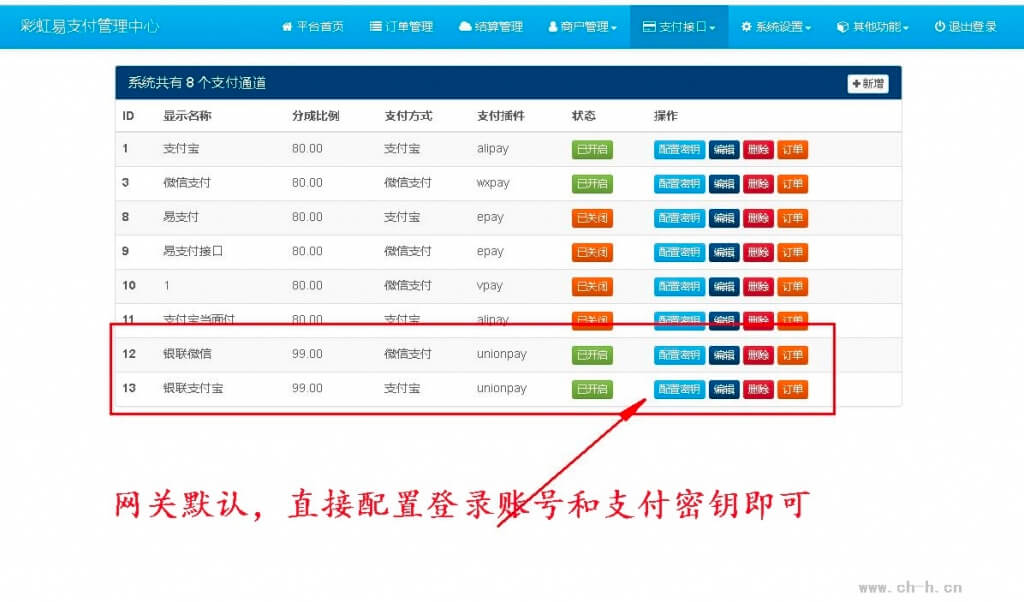 彩虹易支付管理中心 平台首页 订单管理 结算管理 商户管理 支付接口 系统设置 其他功能 退出登录
系统共有 8 个支付通道 新增
ID 显示名称 分成比例 支付方式 支付插件 状态 操作
1 支付宝 80.00 支付宝 alipay 已开启 配置密钥 编辑 删除 订单
3 微信支付 80.00 微信支付 wxpay 已开启 配置密钥 编辑 删除 订单
8 易支付 80.00 支付宝 epay 已关闭 配置密钥 编辑 删除 订单
9 易支付接口 80.00 微信支付 epay 已关闭 配置密钥 编辑 删除 订单
10 1 80.00 微信支付 vpay 已关闭 配置密钥 编辑 删除 订单
11 支付宝当面付 80.00 支付宝 alipay 已关闭 配置密钥 编辑 删除 订单
12 银联微信 99.00 微信支付 unionpay 已开启 配置密钥 编辑 删除 订单
13 银联支付宝 99.00 支付宝 unionpay 已开启 配置密钥 编辑 删除 订单
网关默认，直接配置登录账号和支付密钥即可
www.ch-h.cn